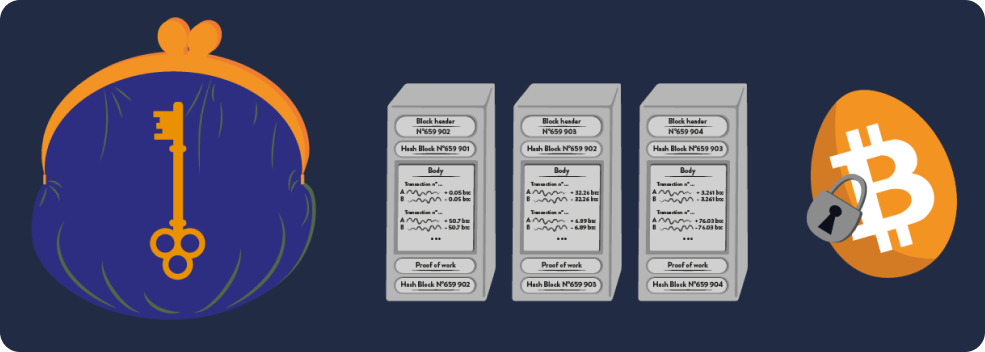 Block header
N°659 902
Hash Block N°659 901
Body
Transaction n°...
A + 0.05 btc
B - 0.05 btc
Transaction n°...
A + 50.7 btc
B - 50.7 btc
...
Proof of work
Hash Block N°659 902
Block header
N°659 903
Hash Block N°659 902
Body
Transaction n°...
A + 32.26 btc
B - 32.26 btc
Transaction n°...
A + 6.89 btc
B - 6.89 btc
...
Proof of work
Hash Block N°659 903
Block header
N°659 904
Hash Block N°659 903
Body
Transaction n°...
A + 3.261 btc
B - 3.261 btc
Transaction n°...
A + 76.03 btc
B - 76.03 btc
...
Proof of work
Hash Block N°659 904